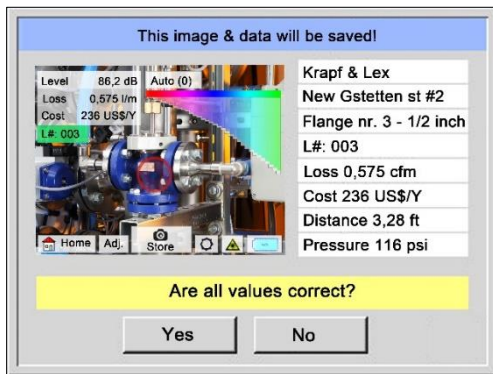 This image & data will be saved!
Level 86,2 dB
Auto (0)
Loss 0,575 l/m
Cost 236 US$/Y
L#: 003
Home
Adj.
Store
Krapf & Lex
New Gstetten st #2
Flange nr. 3 - 1/2 inch
L#: 003
Loss 0,575 cfm
Cost 236 US$/Y
Distance 3,28 ft
Pressure 116 psi
Are all values correct?
Yes
No